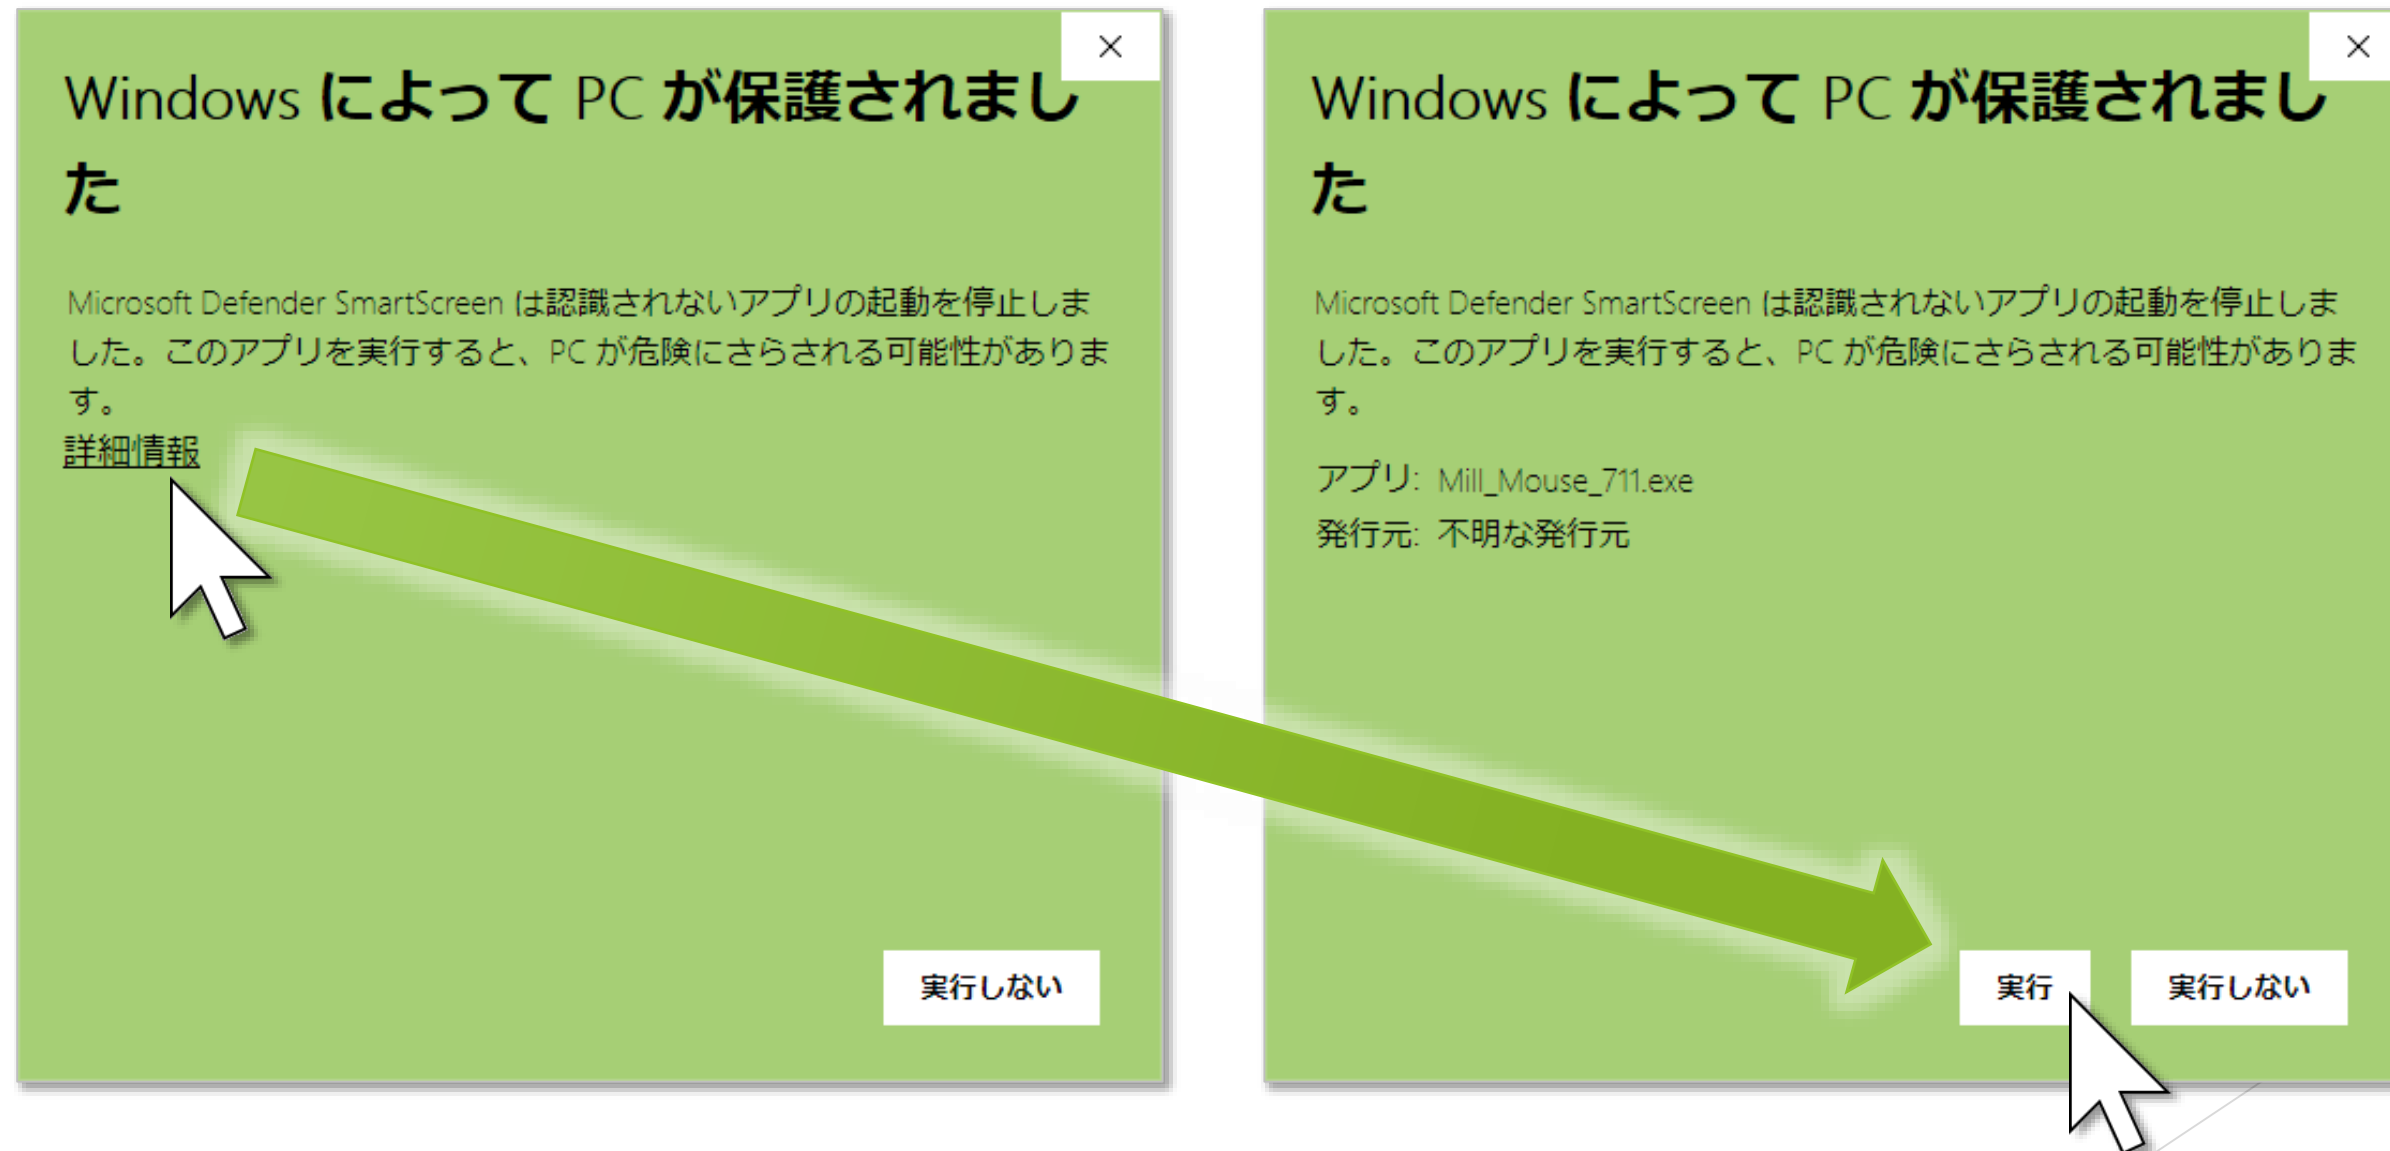 Windows によって PC が保護されまし
た
Microsoft Defender SmartScreen は認識されないアプリの起動を停止しま
した。このアプリを実行すると、PC が危険にさらされる可能性がありま
す。
詳細情報
実行しない
Windows によって PC が保護されまし
た
Microsoft Defender SmartScreen は認識されないアプリの起動を停止しま
した。このアプリを実行すると、PC が危険にさらされる可能性がありま
す。
アプリ: Mill_Mouse_711.exe
発行元: 不明な発行元
実行 実行しない